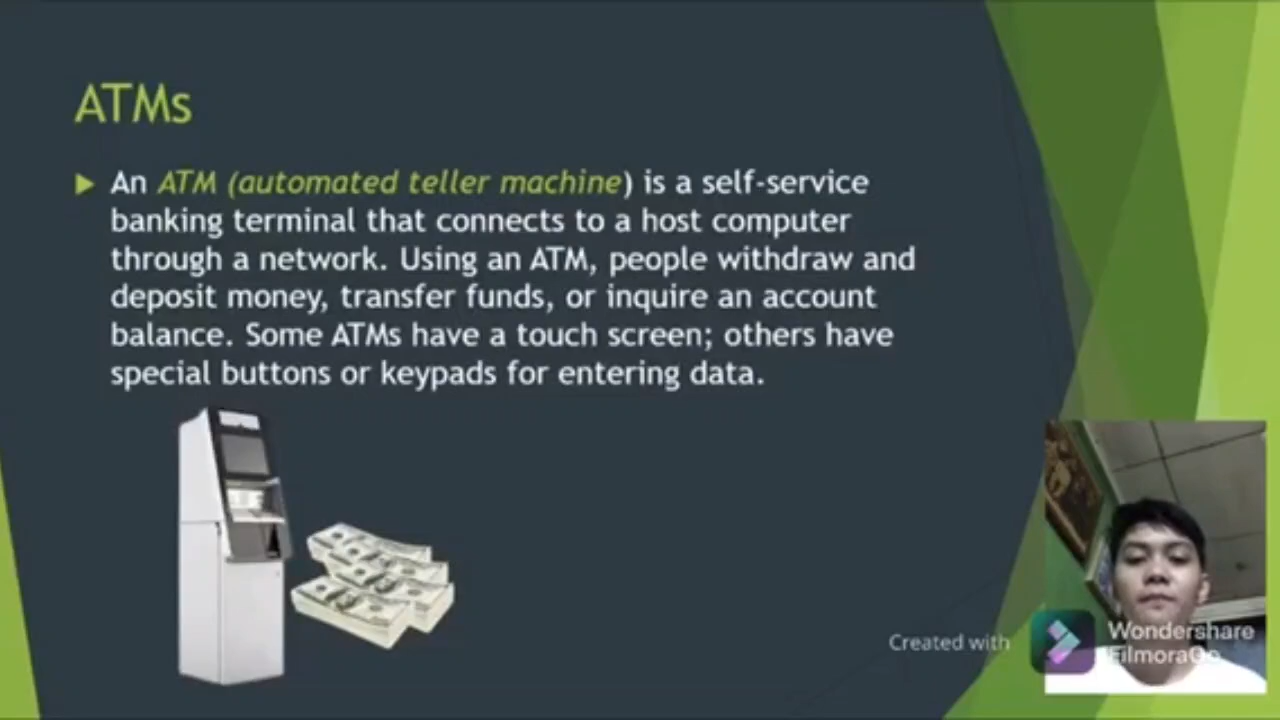 ATMs
An ATM (automated teller machine) is a self-service
banking terminal that connects to a host computer
through a network. Using an ATM, people withdraw and
deposit money, transfer funds, or inquire an account
balance. Some ATMs have a touch screen; others have
special buttons or keypads for entering data.
Created with
Wondershare
FilmoraGo